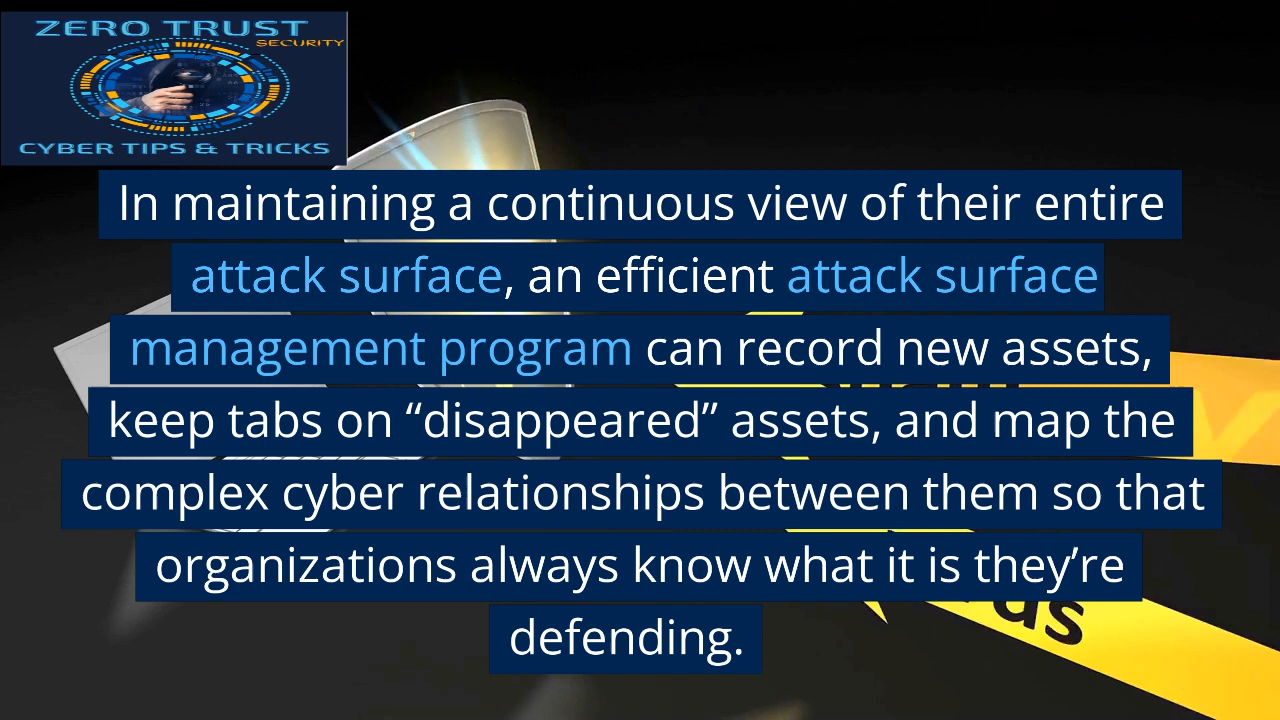 ZERO TRUST
SECURITY
CYBER TIPS & TRICKS
In maintaining a continuous view of their entire
attack surface, an efficient attack surface
management program can record new assets,
keep tabs on “disappeared” assets, and map the
complex cyber relationships between them so that
organizations always know what it is they’re
defending.